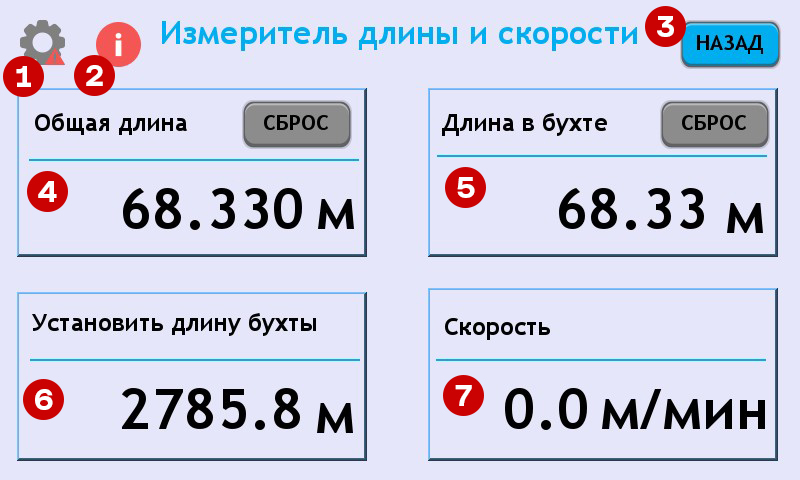 Измеритель длины и скорости
3
НАЗАД
i
1
2
Общая длина
СБРОС
Длина в бухте
СБРОС
4
68.330 м
5
68.33 м
Установить длину бухты
Скорость
6
2785.8 м
7
0.0 м/мин